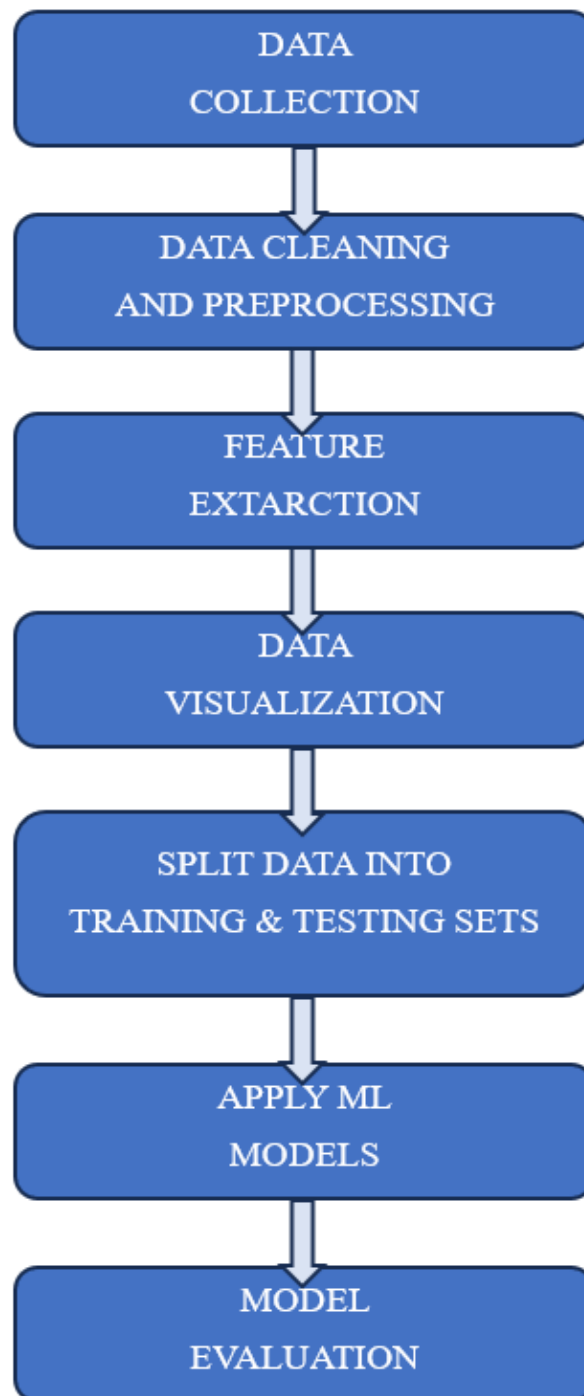 DATA
COLLECTION
DATA CLEANING
AND PREPROCESSING
FEATURE
EXTARCTION
DATA
VISUALIZATION
SPLIT DATA INTO
TRAINING & TESTING SETS
APPLY ML
MODELS
MODEL
EVALUATION